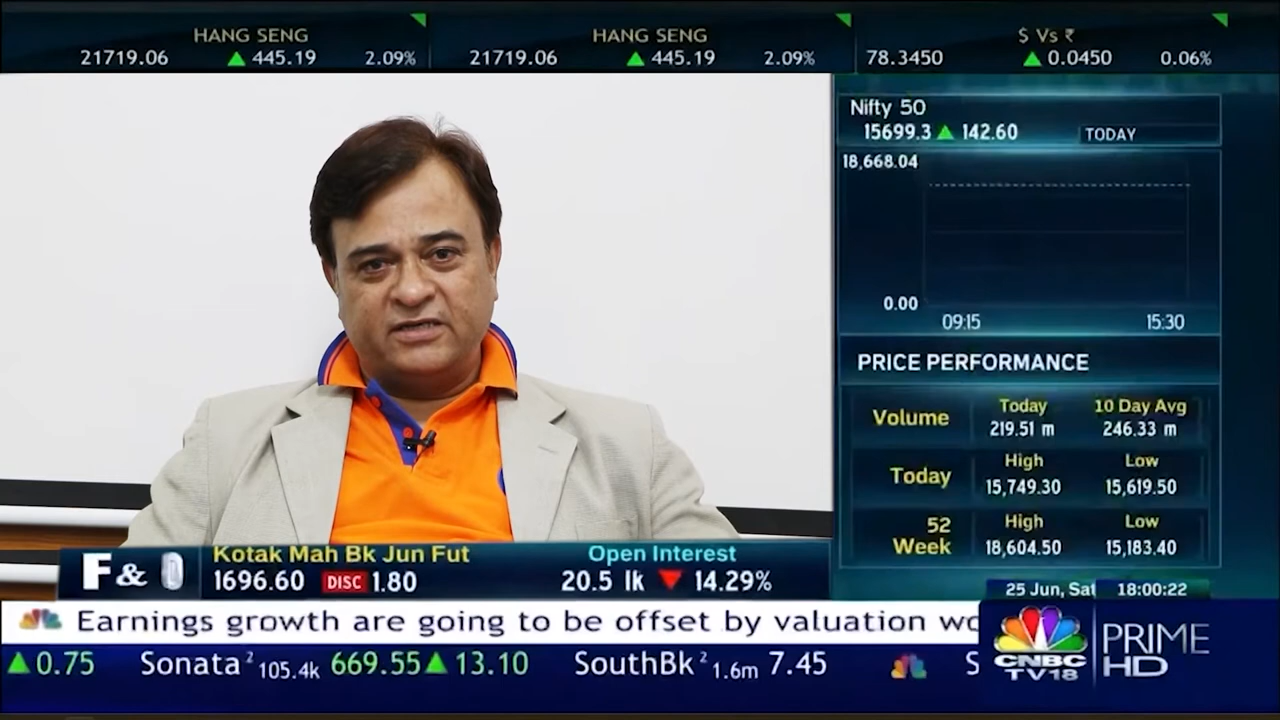 HANG SENG
21719.06 ▲ 445.19 2.09%
HANG SENG
21719.06 ▲ 445.19 2.09%
$ Vs ₹
78.3450 ▲ 0.0450 0.06%
Nifty 50
15699.3 ▲ 142.60 TODAY
18,668.04
0.00
09:15 15:30
PRICE PERFORMANCE
Volume
Today 10 Day Avg
219.51 m 246.33 m
Today
High Low
15,749.30 15,619.50
52 Week
High Low
18,604.50 15,183.40
25 Jun, Sat 18:00:22
F & O
Kotak Mah Bk Jun Fut Open Interest
1696.60 DISC 1.80 20.5 lk ▼ 14.29%
Earnings growth are going to be offset by valuation
▲0.75 Sonata² 105.4k 669.55▲13.10 SouthBk² 1.6m 7.45 S
CNBC
TV18
PRIME
HD